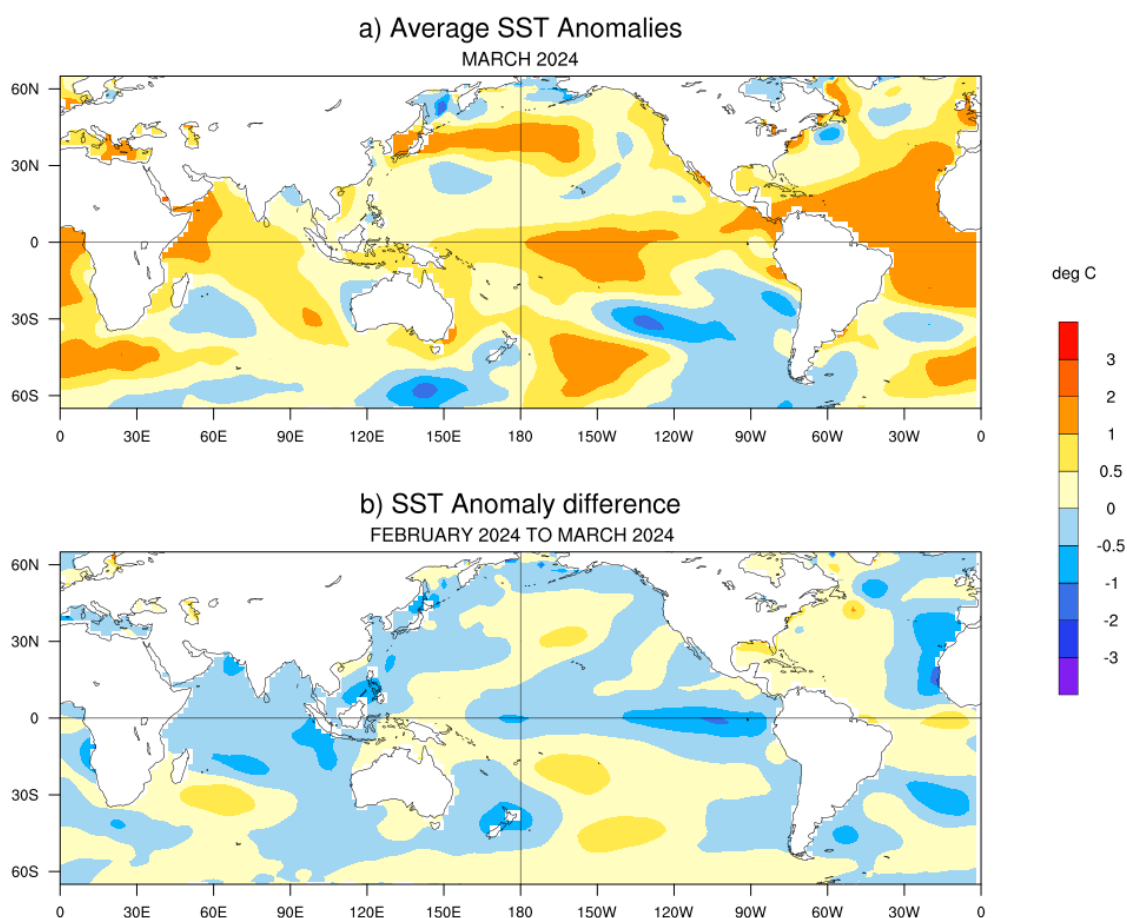 a) Average SST Anomalies
MARCH 2024
60N
30N
0
30S
60S
0 30E 60E 90E 120E 150E 180 150W 120W 90W 60W 30W 0
deg C
3
2
1
0.5
0
-0.5
-1
-2
-3
b) SST Anomaly difference
FEBRUARY 2024 TO MARCH 2024
60N
30N
0
30S
60S
0 30E 60E 90E 120E 150E 180 150W 120W 90W 60W 30W 0